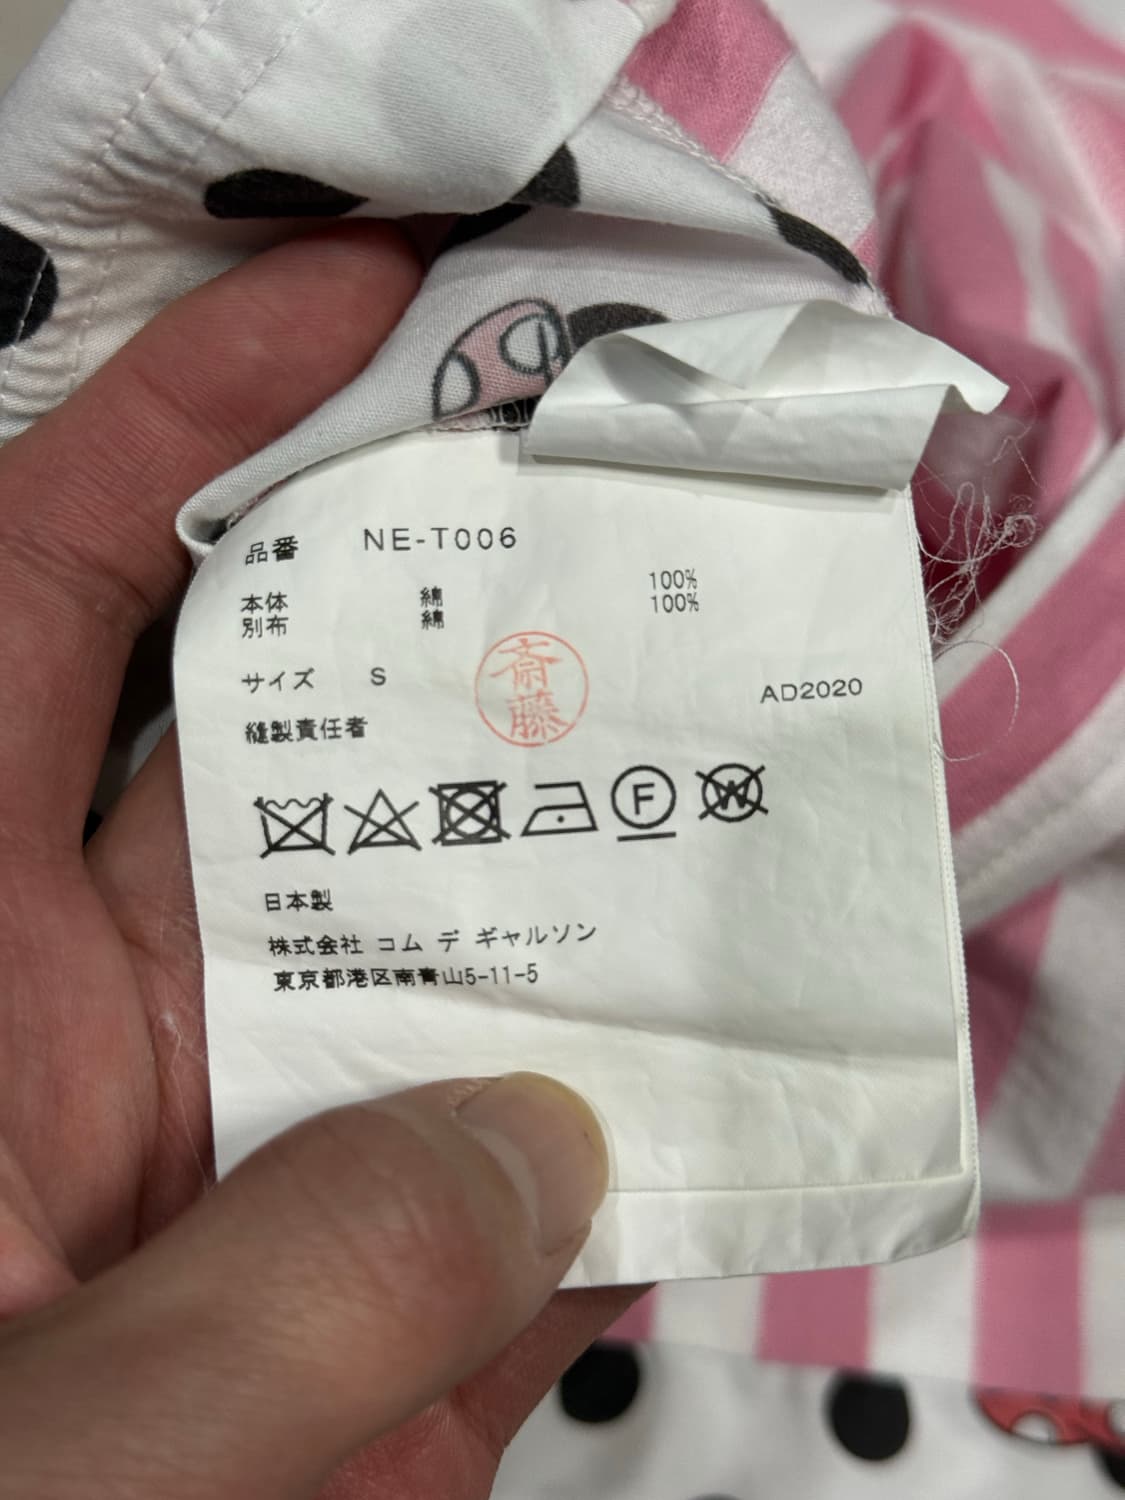 品番 NE-T006
本体 綿 100%
別布 綿 100%
サイズ S
斎藤
AD2020
縫製責任者
F W
日本製
株式会社 コム デ ギャルソン
東京都港区南青山5-11-5